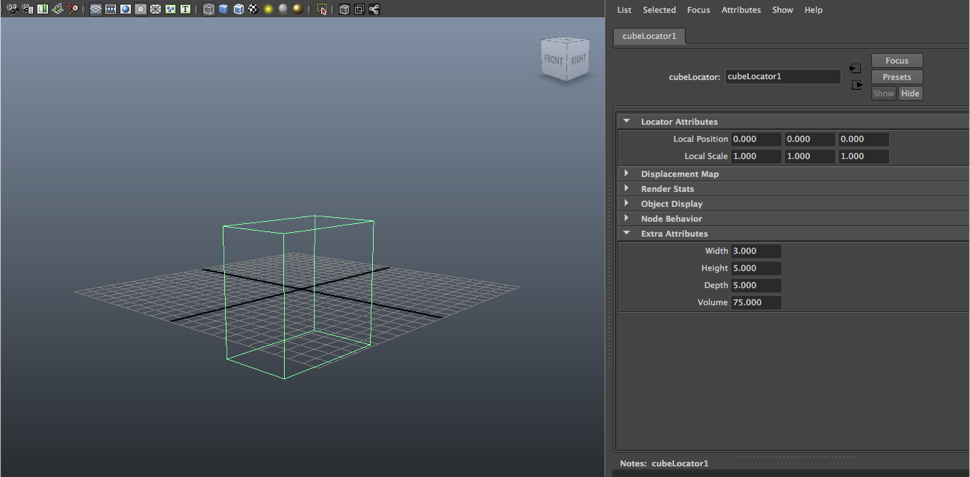 List Selected Focus Attributes Show Help
cubeLocator1
Focus
cubeLocator: cubeLocator1
Presets
Show Hide
Locator Attributes
Local Position 0.000 0.000 0.000
Local Scale 1.000 1.000 1.000
Displacement Map
Render Stats
Object Display
Node Behavior
Extra Attributes
Width 3.000
Height 5.000
Depth 5.000
Volume 75.000
FRONT RIGHT
Notes: cubeLocator1